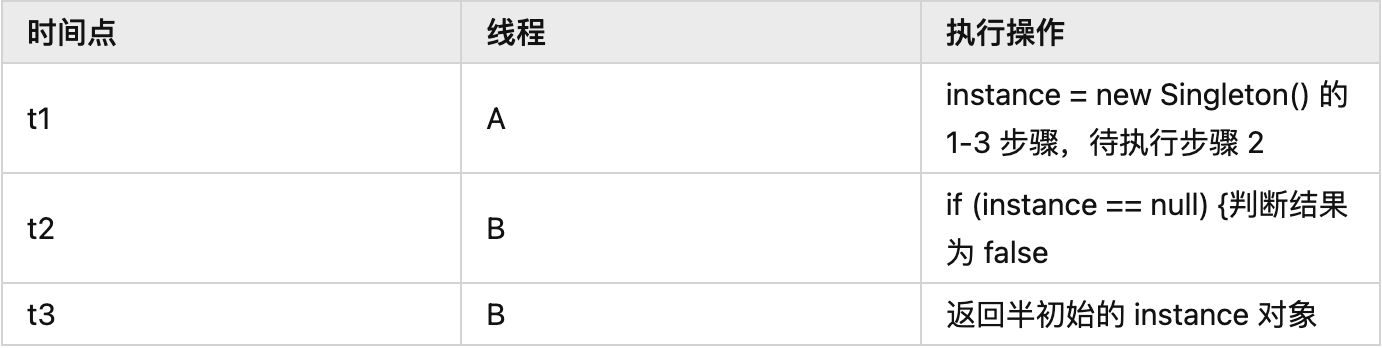 时间点 线程 执行操作
t1 A instance = new Singleton() 的
1-3 步骤，待执行步骤 2
t2 B if (instance == null) {判断结果
为 false
t3 B 返回半初始的 instance 对象